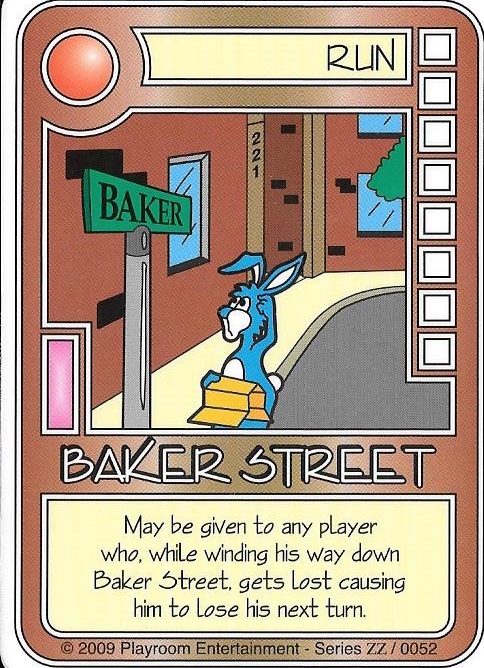 RUN
221
BAKER
BAKER STREET
May be given to any player
who, while winding his way down
Baker Street, gets lost causing
him to lose his next turn.
© 2009 Playroom Entertainment - Series ZZ / 0052